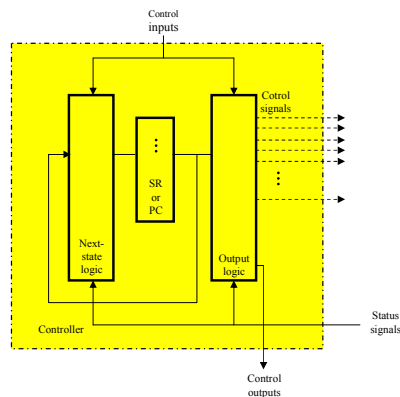 Control
inputs
Cotrol
signals
SR
or
PC
Next-
state
logic
Output
logic
Controller
Status
signals
Control
outputs